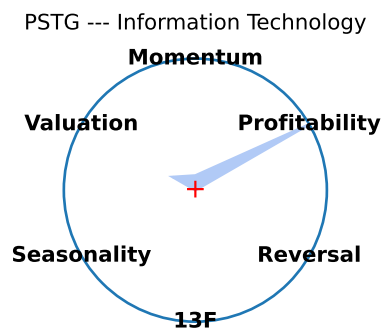 PSTG --- Information Technology
Momentum
Valuation
Profitability
Seasonality
Reversal
13F